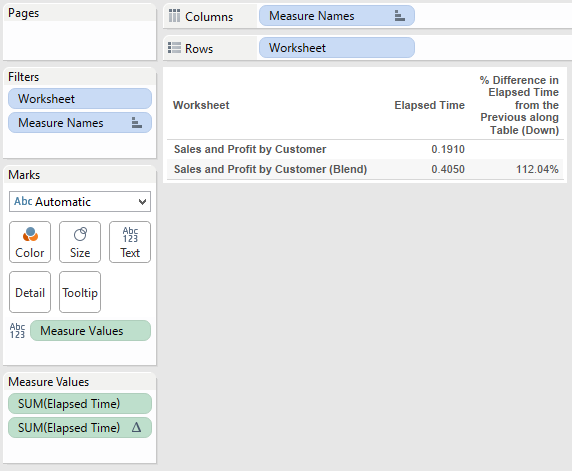 Pages
Columns
Measure Names
Rows
Worksheet
Filters
Worksheet
Measure Names
Worksheet
Elapsed Time
% Difference in
Elapsed Time
from the
Previous along
Table (Down)
Sales and Profit by Customer 0.1910
Sales and Profit by Customer (Blend) 0.4050 112.04%
Marks
Abc Automatic
Color
Size
Abc
123
Text
Detail
Tooltip
Abc
123
Measure Values
Measure Values
SUM(Elapsed Time)
SUM(Elapsed Time) Δ